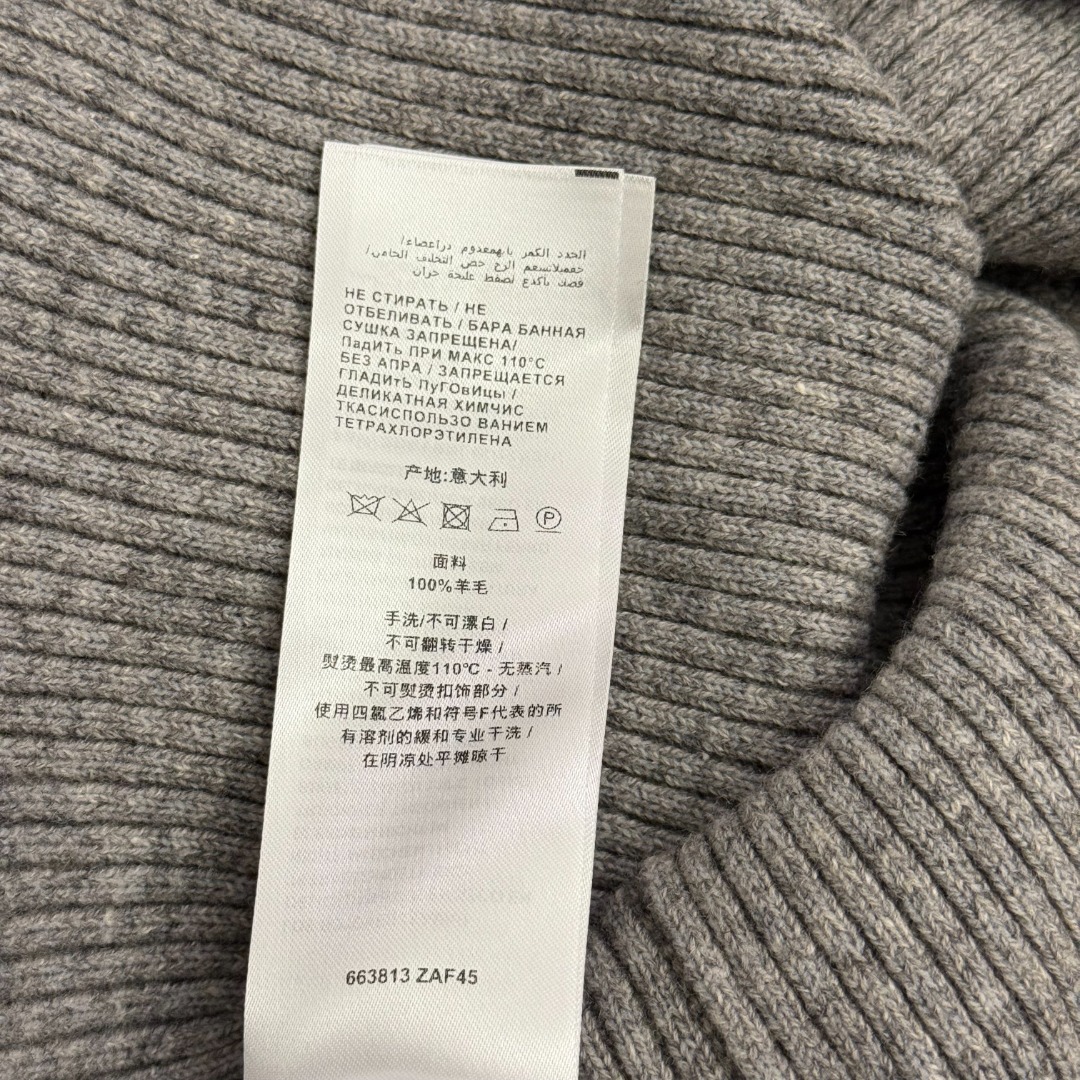 НЕ СТИРАТЬ / НЕ
ОТБЕЛИВАТЬ / БАРА БАННАЯ
СУШКА ЗАПРЕЩЕНА/
ПадИТЬ ПРИ МАКС 110°C
БЕЗ АПРА / ЗАПРЕЩАЕТСЯ
ГЛАДИтЬ ПуГОвИцы /
ДЕЛИКАТНАЯ ХИМЧИС
ТКАСИСПОЛЬЗО ВАНИЕМ
ТЕТРАХЛОРЭТИЛЕНА
产地:意大利
P
面料
100%羊毛
手洗/不可漂白 /
不可翻转干燥 /
熨烫最高温度110℃ - 无蒸汽 /
不可熨烫扣饰部分 /
使用四氯乙烯和符号F代表的所
有溶剂的緩和专业干洗 /
在阴凉处平摊晾干
663813 ZAF45